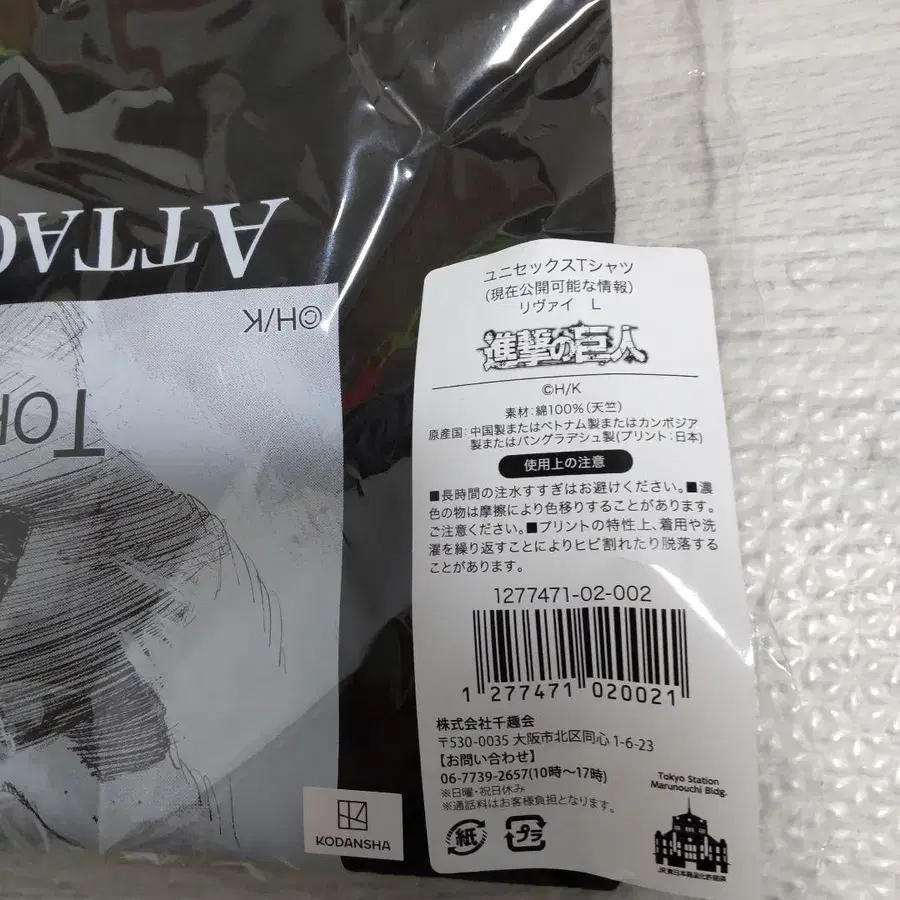 ATTAC
©H/K
TOK
KODANSHA
ユニセックスTシャツ
(現在公開可能な情報)
リヴァイ L
進撃の巨人
©H/K
素材:綿100%(天竺)
原産国:中国製またはベトナム製またはカンボジア
製またはバングラデシュ製(プリント:日本)
使用上の注意
■長時間の注水すすぎはお避けください。■濃
色の物は摩擦により色移りすることがあります。
ご注意ください。■プリントの特性上、着用や洗
濯を繰り返すことによりヒビ割れたり脱落する
ことがあります。
1277471-02-002
1 277471 020021
株式会社千趣会
〒530-0035 大阪市北区同心 1-6-23
【お問い合わせ】
06-7739-2657(10時〜17時)
※日曜・祝日休み
※通話料はお客様負担となります。
紙
プラ
Tokyo Station
Marunouchi Bldg.
JR東日本商品化許諾済